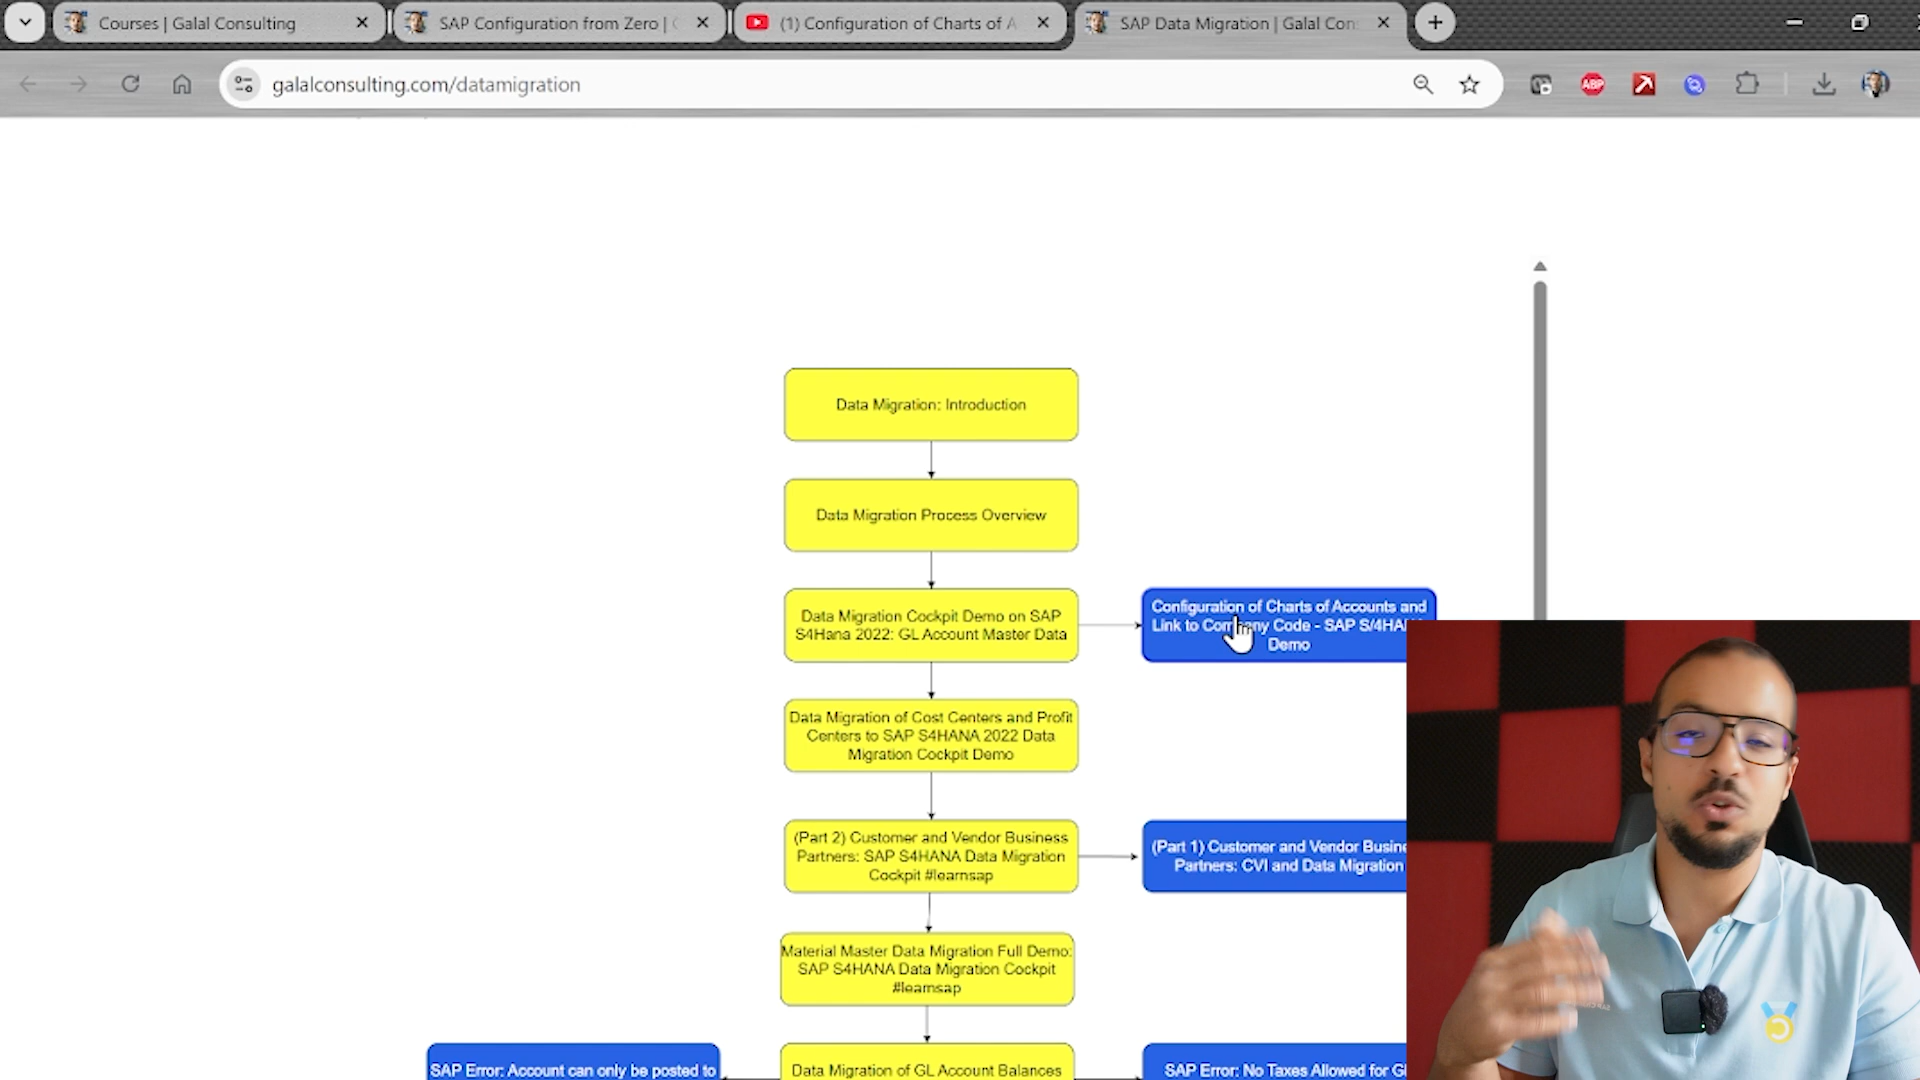 Courses | Galal Consulting
SAP Configuration from Zero |
(1) Configuration of Charts of A
SAP Data Migration | Galal Con
galalconsulting.com/datamigration
ABP
Data Migration: Introduction
Data Migration Process Overview
Data Migration Cockpit Demo on SAP
S4Hana 2022: GL Account Master Data
Configuration of Charts of Accounts and
Link to Company Code - SAP S/4HANA
Demo
Data Migration of Cost Centers and Profit
Centers to SAP S4HANA 2022 Data
Migration Cockpit Demo
(Part 2) Customer and Vendor Business
Partners: SAP S4HANA Data Migration
Cockpit #learnsap
(Part 1) Customer and Vendor Busine
Partners: CVI and Data Migration
Material Master Data Migration Full Demo:
SAP S4HANA Data Migration Cockpit
#learnsap
SAP Error: Account can only be posted to
Data Migration of GL Account Balances
SAP Error: No Taxes Allowed for G